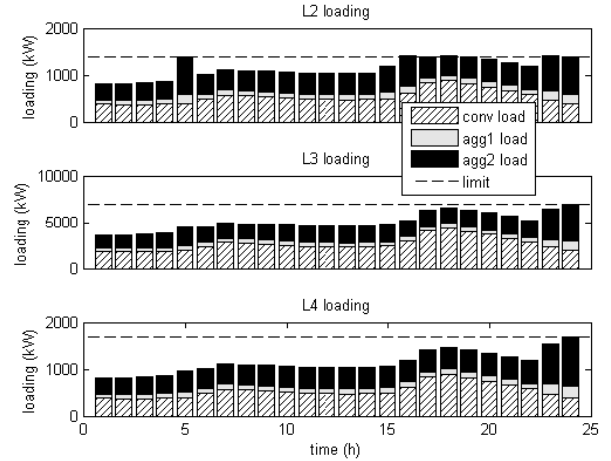 L2 loading
2000
1000
0
loading (kW)
conv load
agg1 load
agg2 load
limit
L3 loading
10000
5000
0
loading (kW)
L4 loading
2000
1000
0
loading (kW)
0 5 10 15 20 25
time (h)